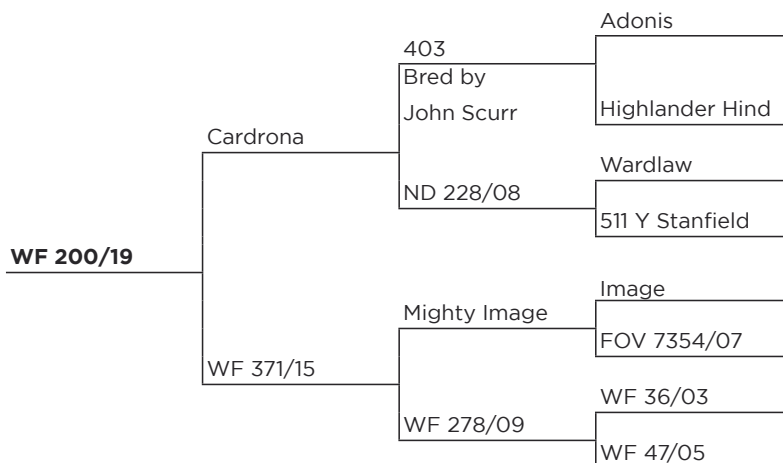 Adonis
403
Bred by
John Scurr
Highlander Hind
Cardrona
Wardlaw
ND 228/08
511 Y Stanfield
WF 200/19
Image
Mighty Image
FOV 7354/07
WF 371/15
WF 36/03
WF 278/09
WF 47/05